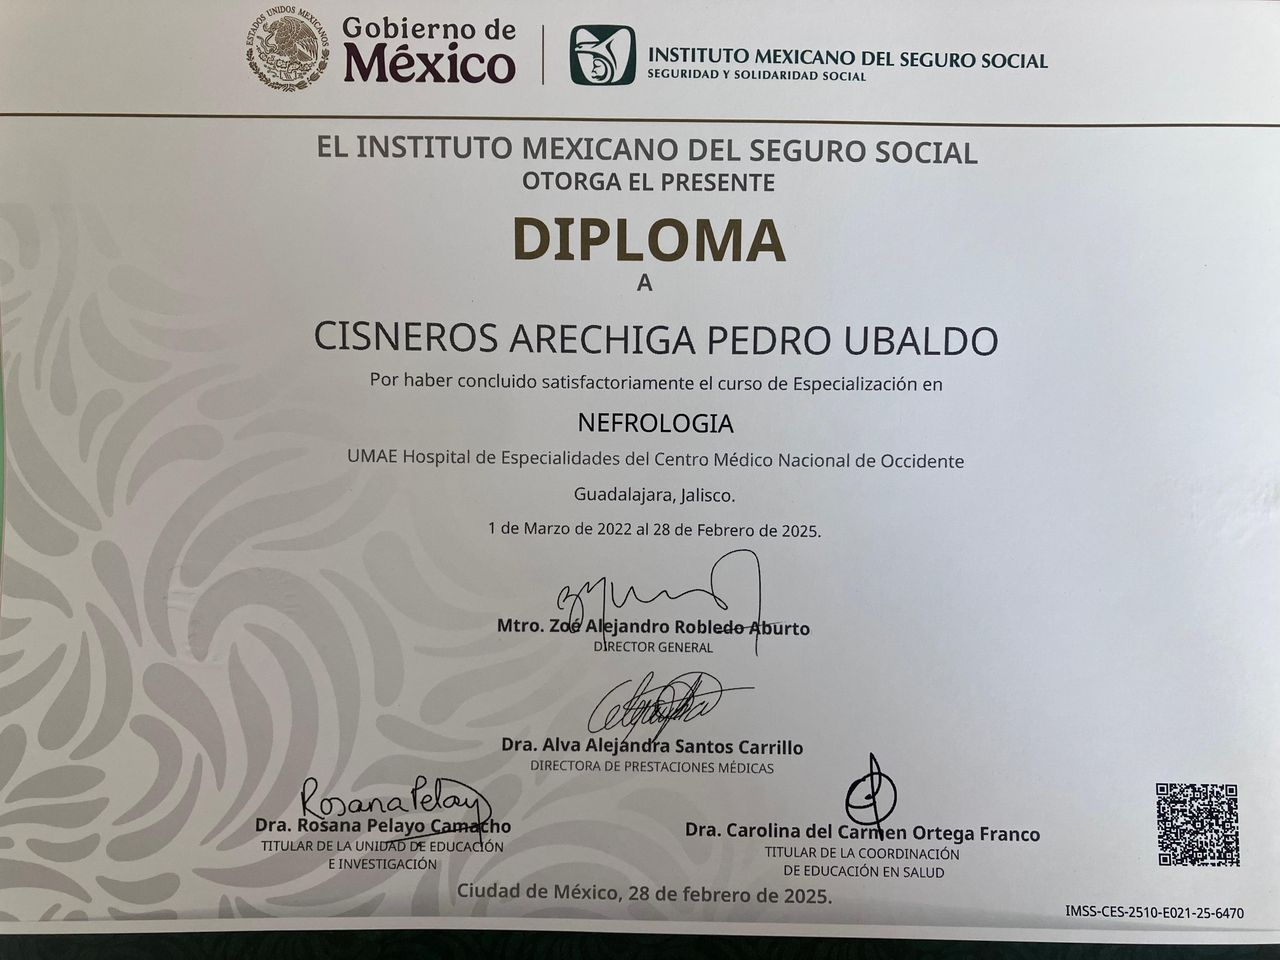 ESTADOS UNIDOS MEXICANOS
Gobierno de
México
INSTITUTO MEXICANO DEL SEGURO SOCIAL
SEGURIDAD Y SOLIDARIDAD SOCIAL
EL INSTITUTO MEXICANO DEL SEGURO SOCIAL
OTORGA EL PRESENTE
DIPLOMA
A
CISNEROS ARECHIGA PEDRO UBALDO
Por haber concluido satisfactoriamente el curso de Especialización en
NEFROLOGIA
UMAE Hospital de Especialidades del Centro Médico Nacional de Occidente
Guadalajara, Jalisco.
1 de Marzo de 2022 al 28 de Febrero de 2025.
Mtro. Zoé Alejandro Robledo Aburto
DIRECTOR GENERAL
Dra. Alva Alejandra Santos Carrillo
DIRECTORA DE PRESTACIONES MÉDICAS
Rosana Pelayo
Dra. Rosana Pelayo Camacho
TITULAR DE LA UNIDAD DE EDUCACIÓN
E INVESTIGACIÓN
Dra. Carolina del Carmen Ortega Franco
TITULAR DE LA COORDINACIÓN
DE EDUCACIÓN EN SALUD
Ciudad de México, 28 de febrero de 2025.
IMSS-CES-2510-E021-25-6470